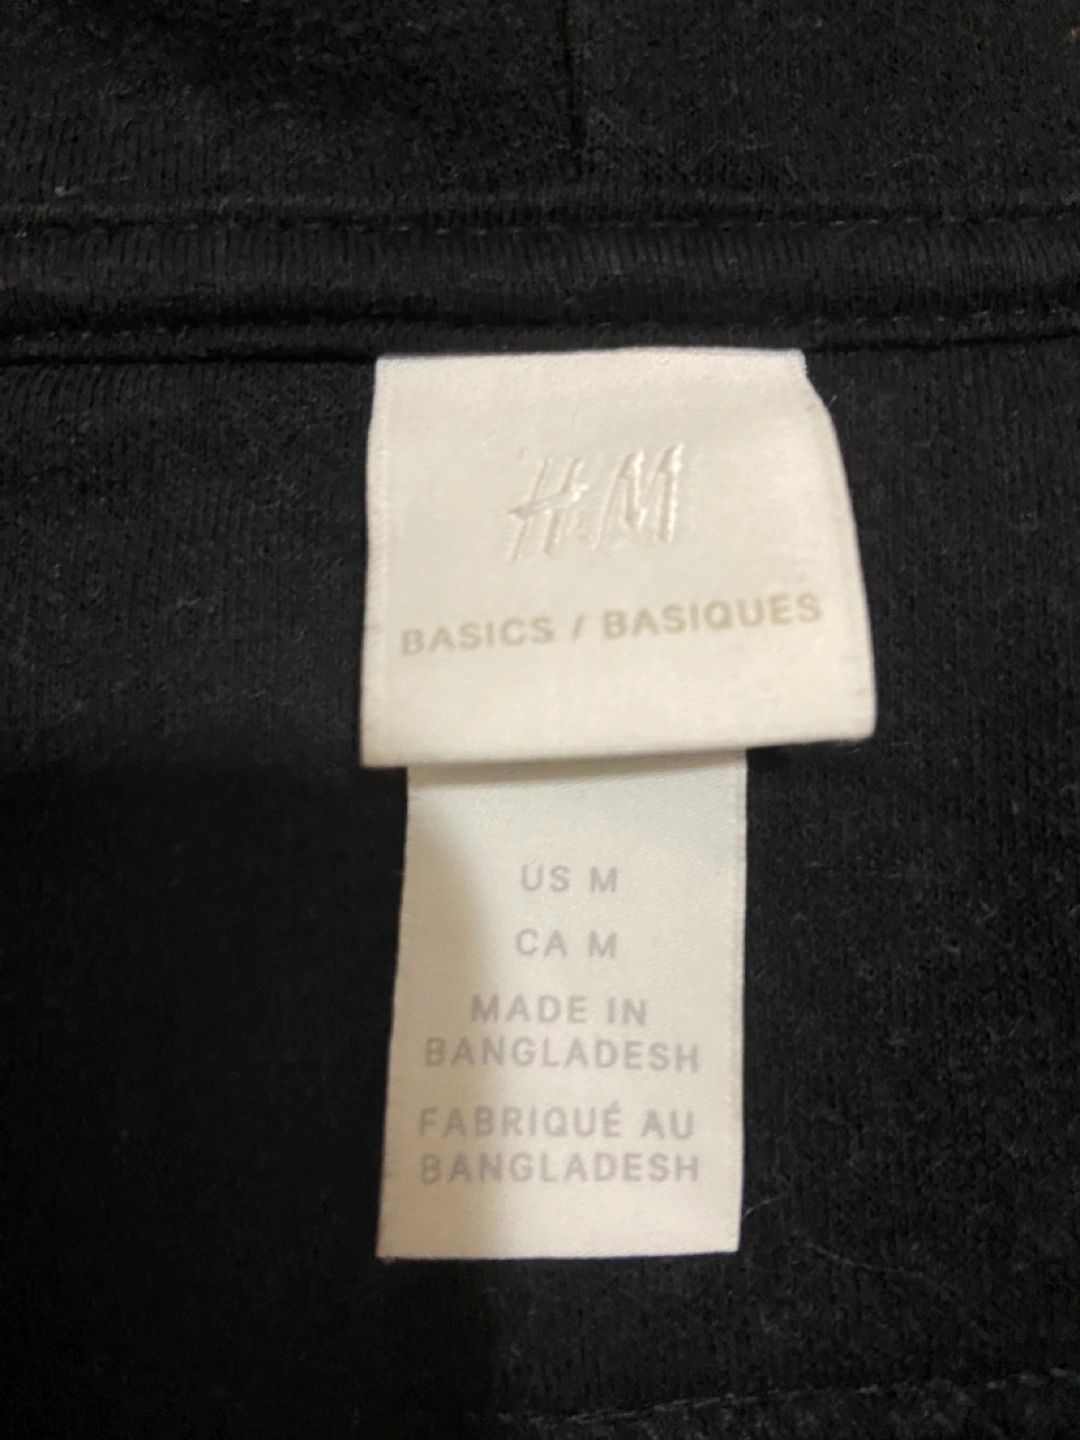 H&M
BASICS / BASIQUES
US M
CA M
MADE IN
BANGLADESH
FABRIQUÉ AU
BANGLADESH